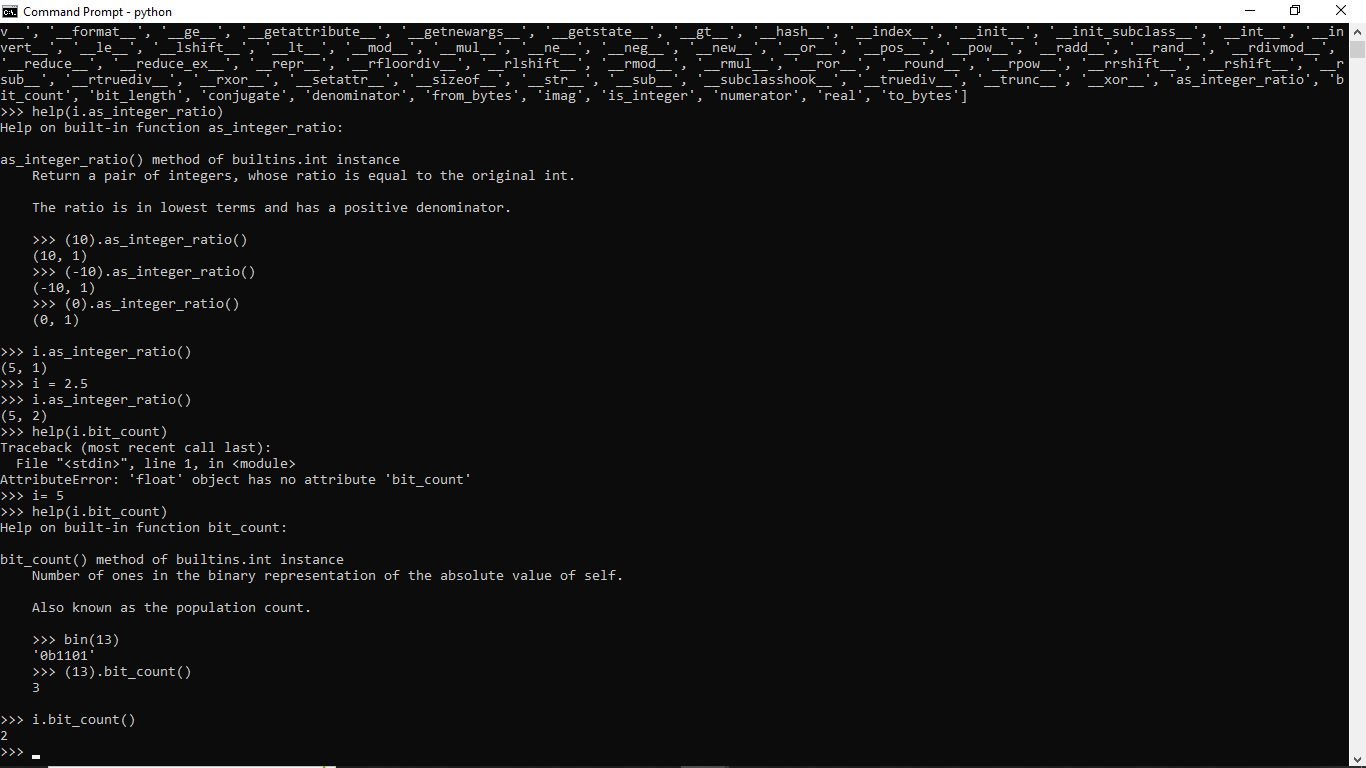 Command Prompt - python
v__', '__format__', '__ge__', '__getattribute__', '__getnewargs__', '__getstate__', '__gt__', '__hash__', '__index__', '__init__', '__init_subclass__', '__int__', '__in
vert__', '__le__', '__lshift__', '__lt__', '__mod__', '__mul__', '__ne__', '__neg__', '__new__', '__or__', '__pos__', '__pow__', '__radd__', '__rand__', '__rdivmod__',
'__reduce__', '__reduce_ex__', '__repr__', '__rfloordiv__', '__rlshift__', '__rmod__', '__rmul__', '__ror__', '__round__', '__rpow__', '__rrshift__', '__rshift__', '__r
sub__', '__rtruediv__', '__rxor__', '__setattr__', '__sizeof__', '__str__', '__sub__', '__subclasshook__', '__truediv__', '__trunc__', '__xor__', 'as_integer_ratio', 'b
it_count', 'bit_length', 'conjugate', 'denominator', 'from_bytes', 'imag', 'is_integer', 'numerator', 'real', 'to_bytes']
>>> help(i.as_integer_ratio)
Help on built-in function as_integer_ratio:
as_integer_ratio() method of builtins.int instance
Return a pair of integers, whose ratio is equal to the original int.
The ratio is in lowest terms and has a positive denominator.
>>> (10).as_integer_ratio()
(10, 1)
>>> (-10).as_integer_ratio()
(-10, 1)
>>> (0).as_integer_ratio()
(0, 1)
>>> i.as_integer_ratio()
(5, 1)
>>> i = 2.5
>>> i.as_integer_ratio()
(5, 2)
>>> help(i.bit_count)
Traceback (most recent call last):
File "<stdin>", line 1, in <module>
AttributeError: 'float' object has no attribute 'bit_count'
>>> i= 5
>>> help(i.bit_count)
Help on built-in function bit_count:
bit_count() method of builtins.int instance
Number of ones in the binary representation of the absolute value of self.
Also known as the population count.
>>> bin(13)
'0b1101'
>>> (13).bit_count()
3
>>> i.bit_count()
2
>>>